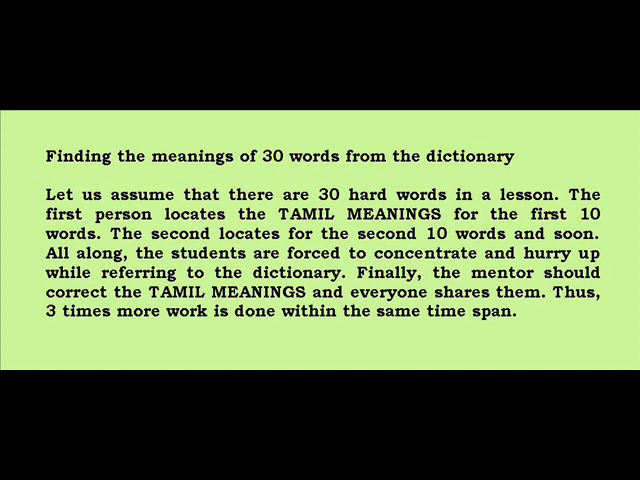 Finding the meanings of 30 words from the dictionary
Let us assume that there are 30 hard words in a lesson. The
first person locates the TAMIL MEANINGS for the first 10
words. The second locates for the second 10 words and soon.
All along, the students are forced to concentrate and hurry up
while referring to the dictionary. Finally, the mentor should
correct the TAMIL MEANINGS and everyone shares them. Thus,
3 times more work is done within the same time span.